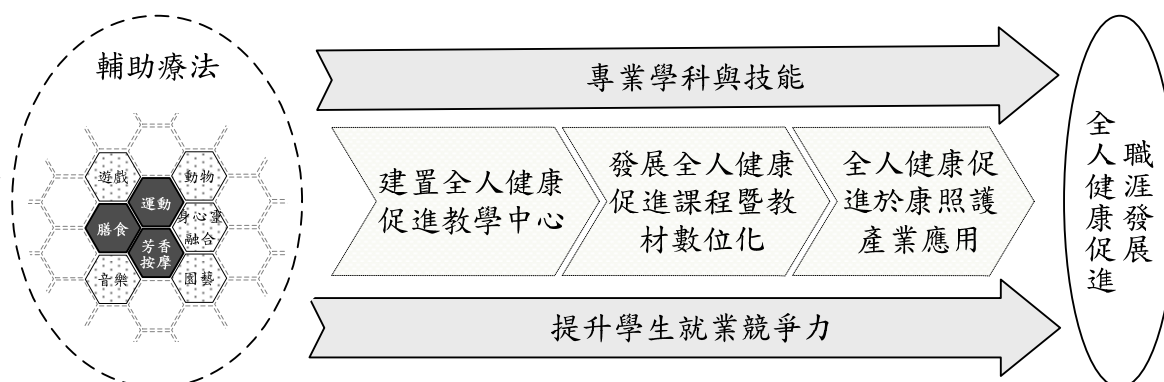 輔助療法
遊戲
動物
運動
身心靈
融合
膳食
芳香
按摩
音樂
園藝
專業學科與技能
建置全人健康
促進教學中心
發展全人健康
促進課程暨教
材數位化
全人健康促
進於康照護
產業應用
提升學生就業競爭力
職涯發展
全人健康促進